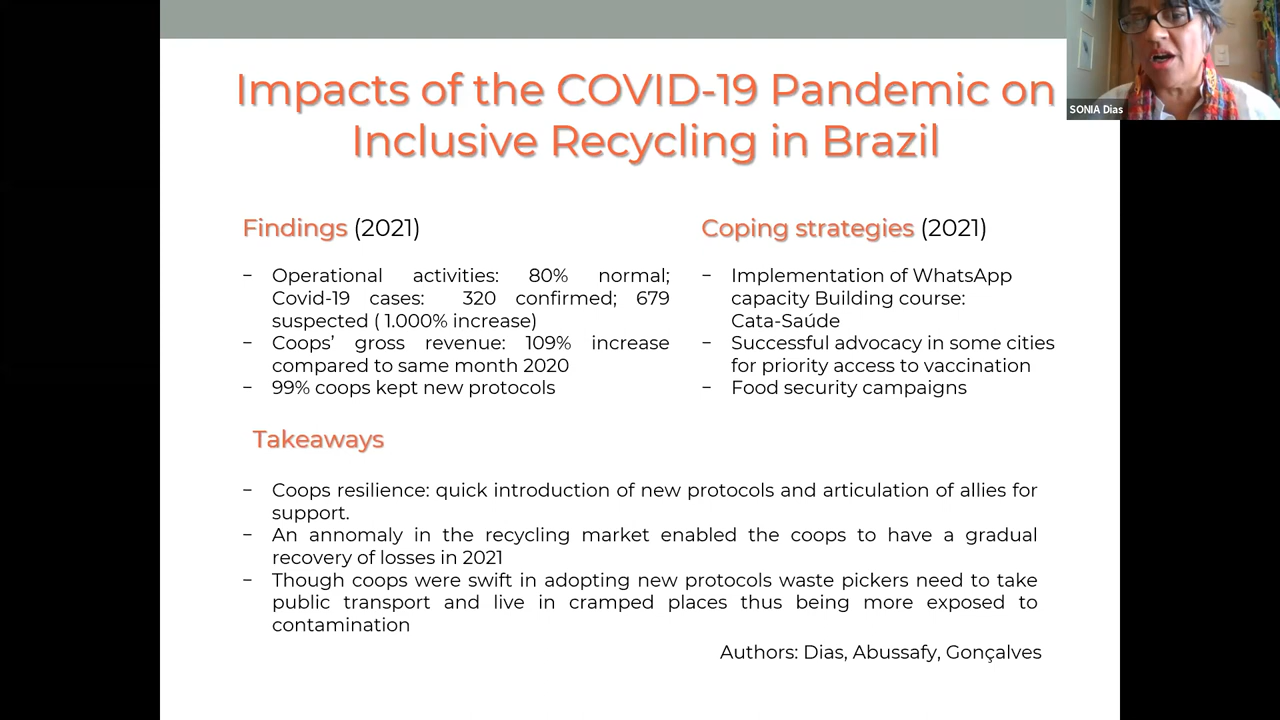 Impacts of the COVID-19 Pandemic on
Inclusive Recycling in Brazil
SONIA Dias
Findings (2021)
− Operational activities: 80% normal;
Covid-19 cases: 320 confirmed; 679
suspected ( 1.000% increase)
− Coops' gross revenue: 109% increase
compared to same month 2020
− 99% coops kept new protocols
Coping strategies (2021)
− Implementation of WhatsApp
capacity Building course:
Cata-Saúde
− Successful advocacy in some cities
for priority access to vaccination
− Food security campaigns
Takeaways
− Coops resilience: quick introduction of new protocols and articulation of allies for
support.
− An annomaly in the recycling market enabled the coops to have a gradual
recovery of losses in 2021
− Though coops were swift in adopting new protocols waste pickers need to take
public transport and live in cramped places thus being more exposed to
contamination
Authors: Dias, Abussafy, Gonçalves